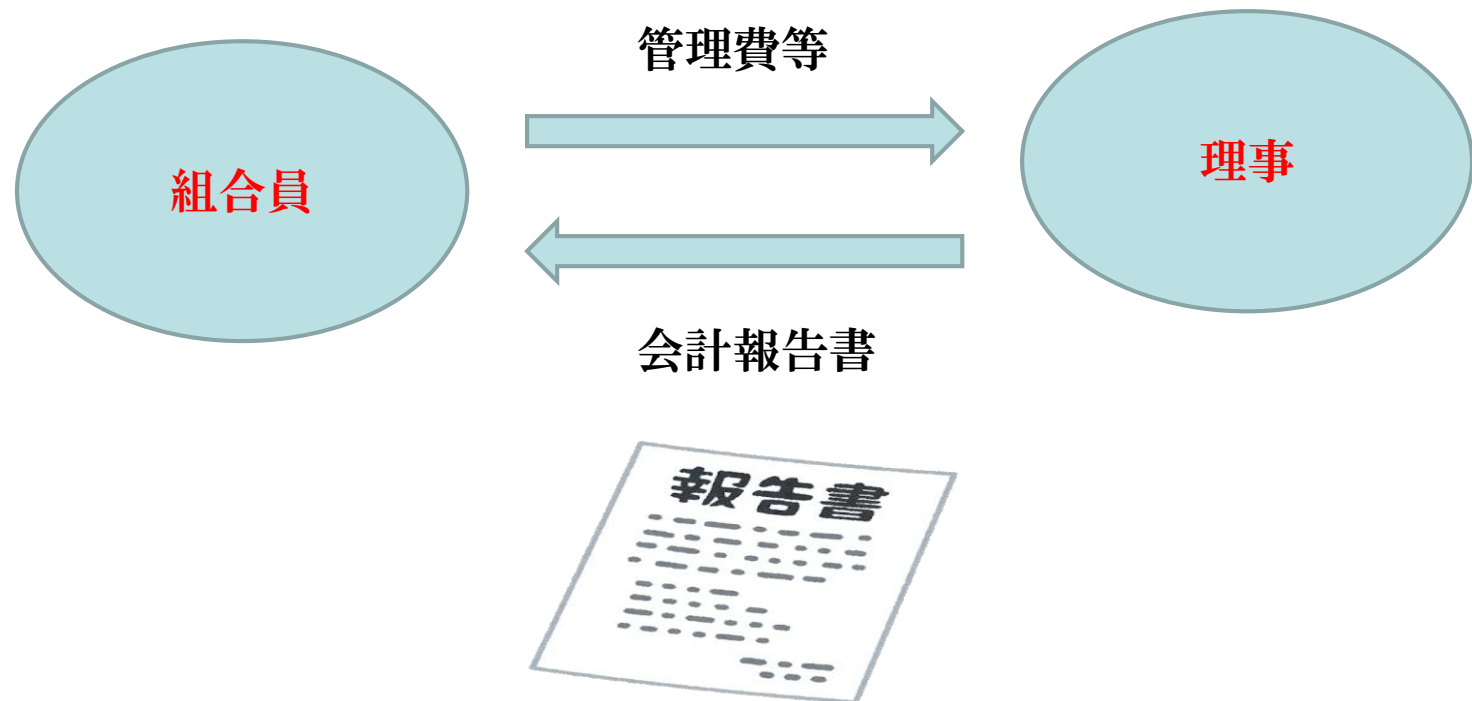 管理費等
組合員
理事
会計報告書
報告書